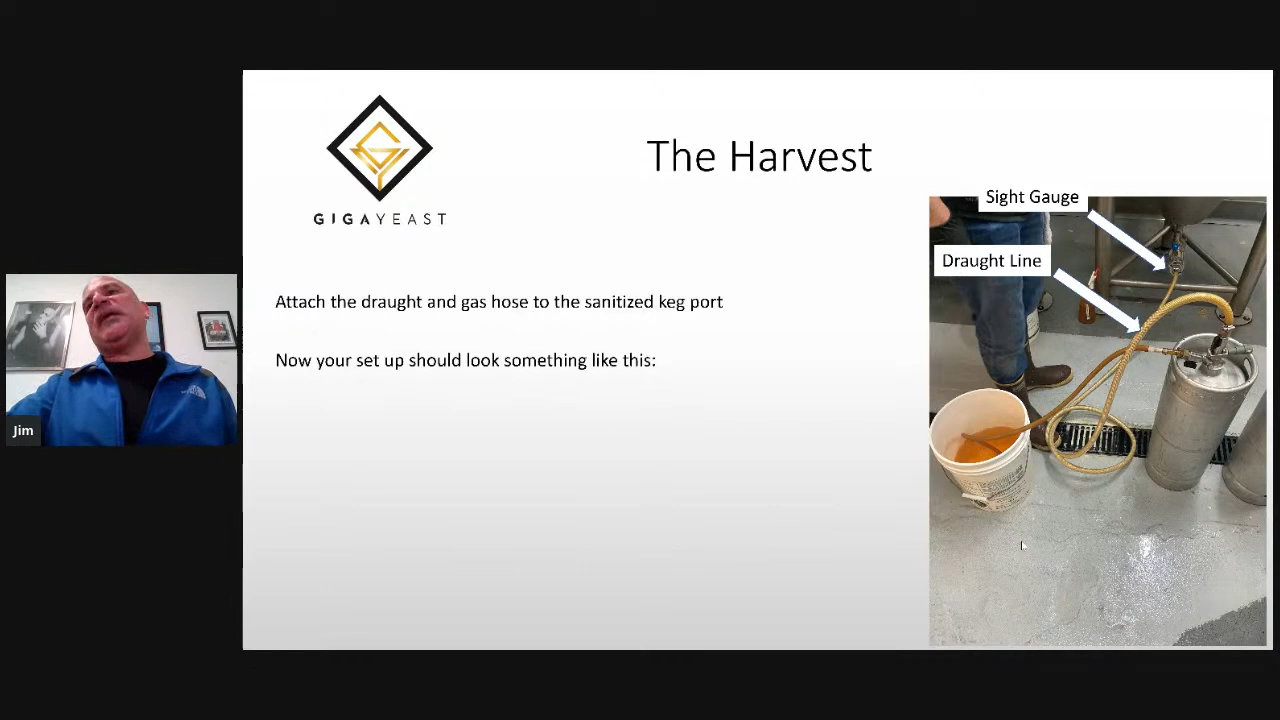 GIGAYEAST
The Harvest
Sight Gauge
Draught Line
Attach the draught and gas hose to the sanitized keg port
Now your set up should look something like this:
Jim